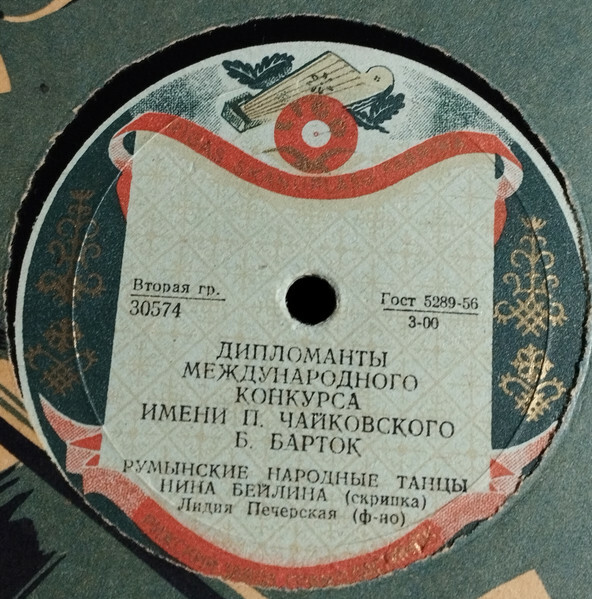 Вторая гр.
30574
Гост 5289-56
3-00
ДИПЛОМАНТЫ
МЕЖДУНАРОДНОГО
КОНКУРСА
ИМЕНИ П. ЧАЙКОВСКОГО
Б. БАРТОК
РУМЫНСКИЕ НАРОДНЫЕ ТАНЦЫ
НИНА БЕЙЛИНА (скрипка)
Лидия Печерская (ф-но)